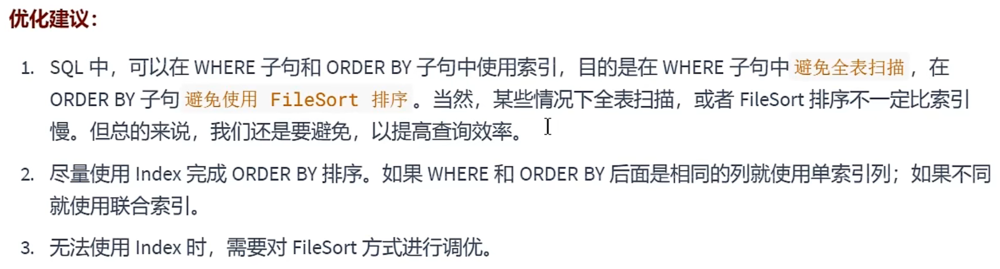 优化建议：
1. SQL 中，可以在 WHERE 子句和 ORDER BY 子句中使用索引，目的是在 WHERE 子句中 避免全表扫描 ，在
ORDER BY 子句 避免使用 FileSort 排序 。当然，某些情况下全表扫描，或者 FileSort 排序不一定比索引
慢。但总的来说，我们还是要避免，以提高查询效率。
2. 尽量使用 Index 完成 ORDER BY 排序。如果 WHERE 和 ORDER BY 后面是相同的列就使用单索引列；如果不同
就使用联合索引。
3. 无法使用 Index 时，需要对 FileSort 方式进行调优。